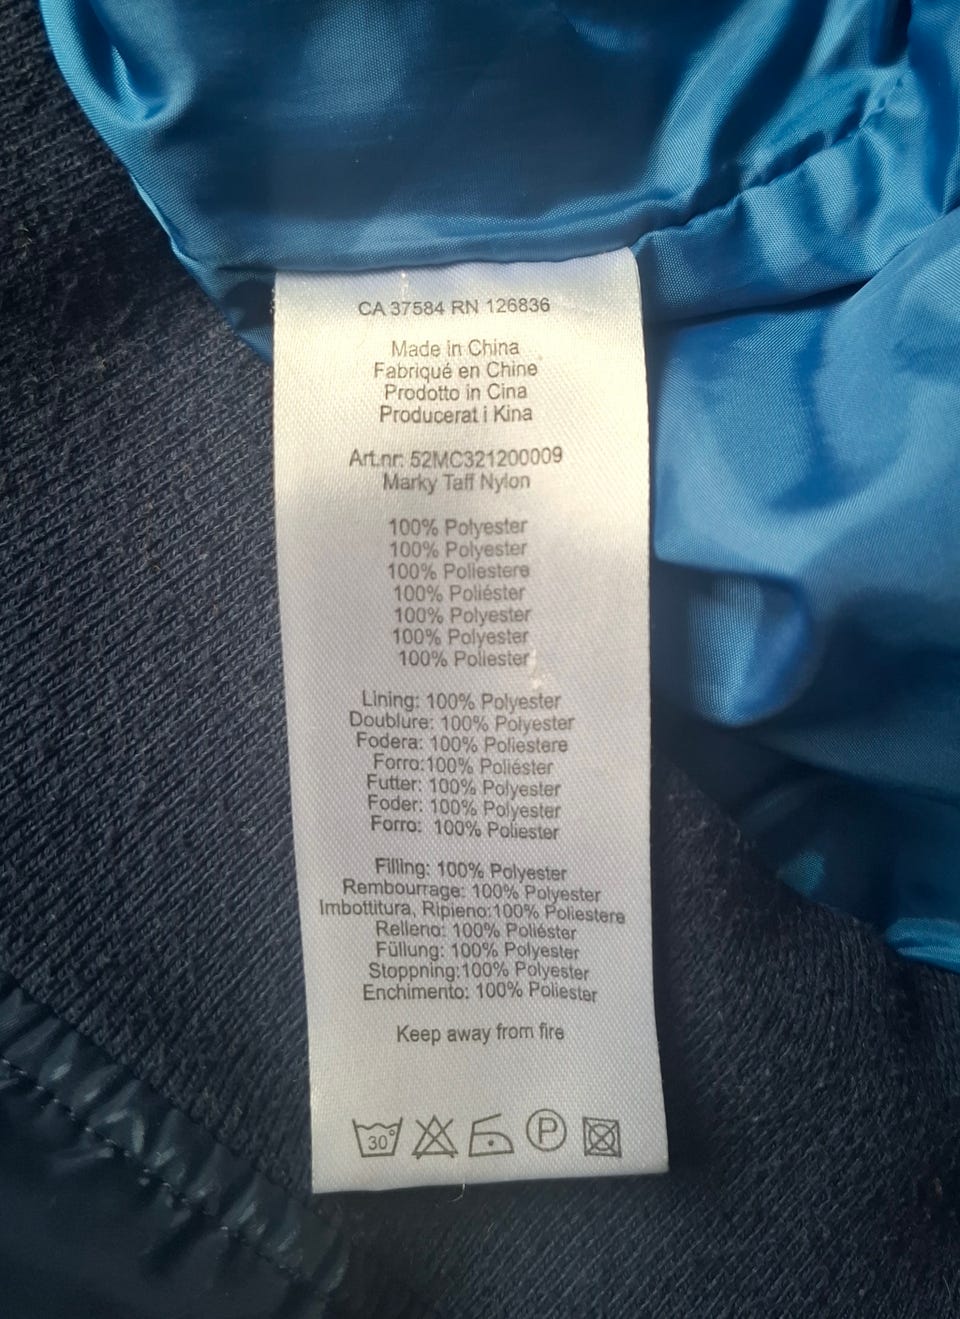 CA 37584 RN 126836
Made in China
Fabriqué en Chine
Prodotto in Cina
Producerat i Kina
Art.nr: 52MC321200009
Marky Taff Nylon
100% Polyester
100% Polyester
100% Poliestere
100% Poliéster
100% Polyester
100% Polyester
100% Poliester
Lining: 100% Polyester
Doublure: 100% Polyester
Fodera: 100% Poliestere
Forro:100% Poliéster
Futter: 100% Polyester
Foder: 100% Polyester
Forro: 100% Poliester
Filling: 100% Polyester
Rembourrage: 100% Polyester
Imbottitura, Ripieno:100% Poliestere
Relleno: 100% Poliéster
Füllung: 100% Polyester
Stoppning:100% Polyester
Enchimento: 100% Poliester
Keep away from fire
30° P